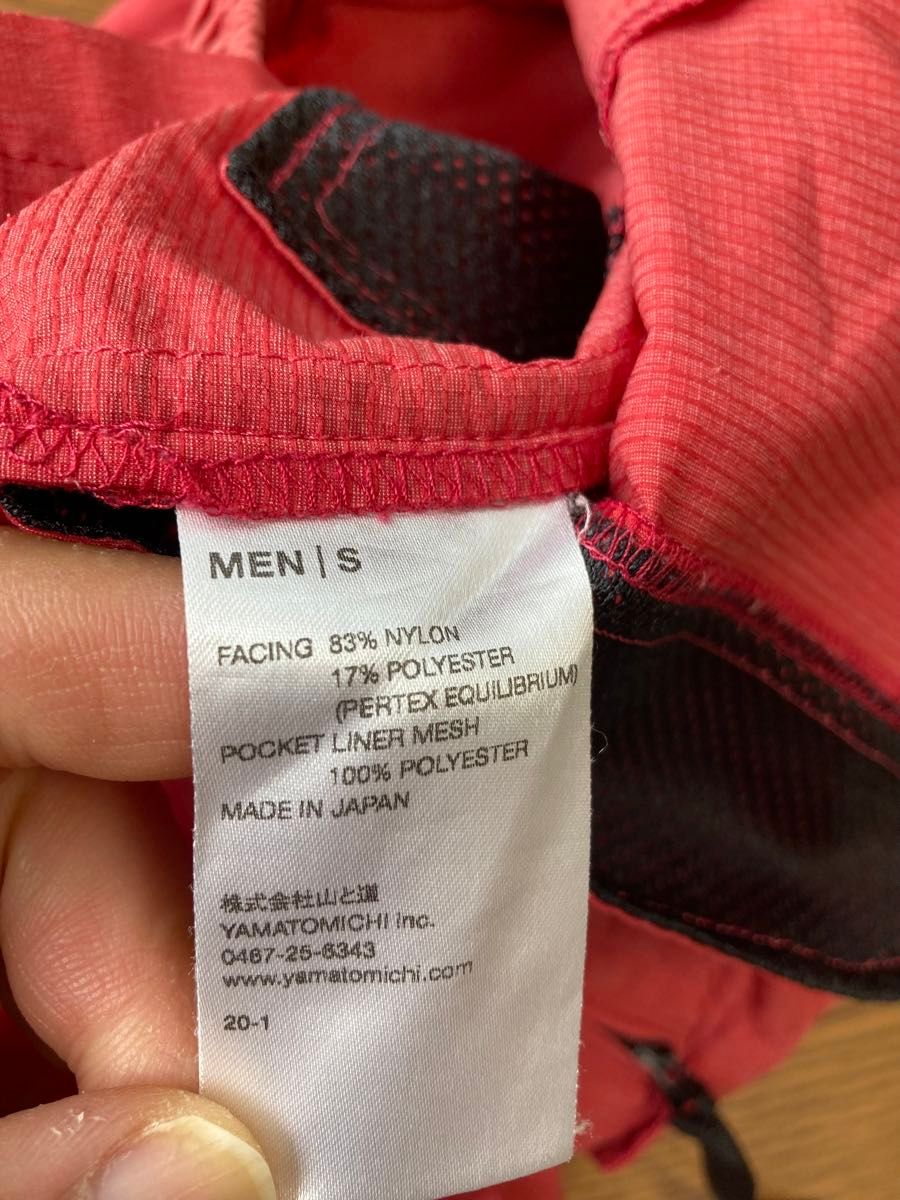 MEN | S
FACING 83% NYLON
17% POLYESTER
(PERTEX EQUILIBRIUM)
POCKET LINER MESH
100% POLYESTER
MADE IN JAPAN
株式会社山と道
YAMATOMICHI Inc.
0467-25-6343
www.yamatomichi.com
20-1